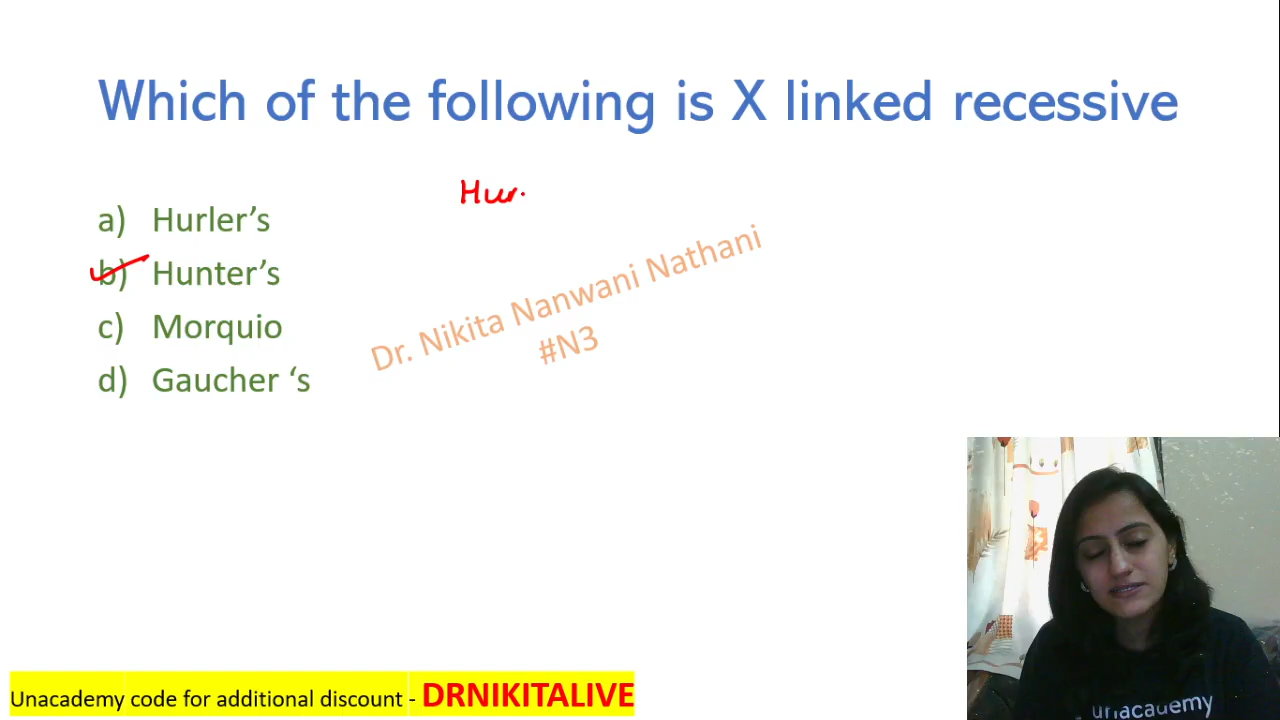 Which of the following is X linked recessive
Hur
a) Hurler’s
b) Hunter’s
c) Morquio
d) Gaucher ‘s
Dr. Nikita Nanwani Nathani
#N3
Unacademy code for additional discount - DRNIKITALIVE
unacademy